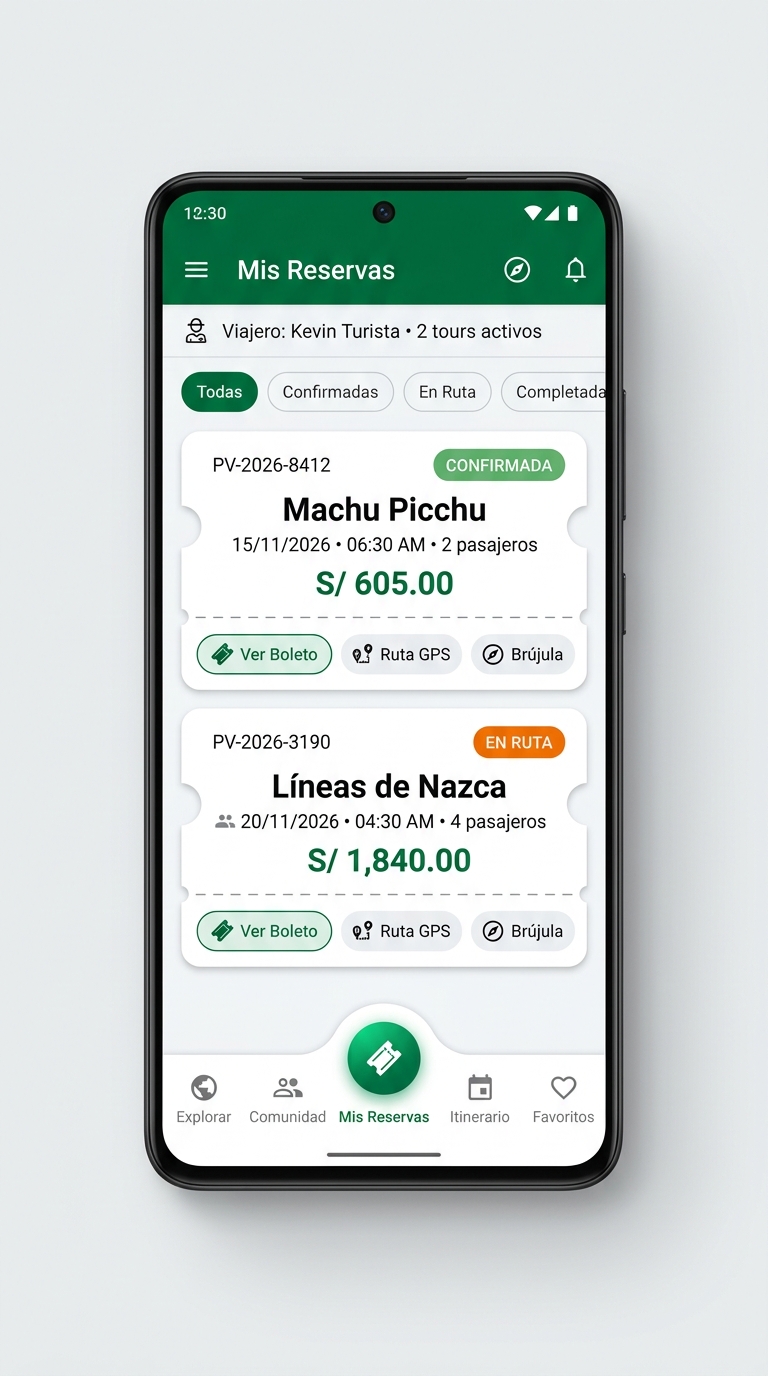 12:30
Mis Reservas
Viajero: Kevin Turista • 2 tours activos
Todas
Confirmadas
En Ruta
Completada
PV-2026-8412
CONFIRMADA
Machu Picchu
15/11/2026 • 06:30 AM • 2 pasajeros
S/ 605.00
Ver Boleto
Ruta GPS
Brújula
PV-2026-3190
EN RUTA
Líneas de Nazca
20/11/2026 • 04:30 AM • 4 pasajeros
S/ 1,840.00
Ver Boleto
Ruta GPS
Brújula
Explorar
Comunidad
Mis Reservas
Itinerario
Favoritos